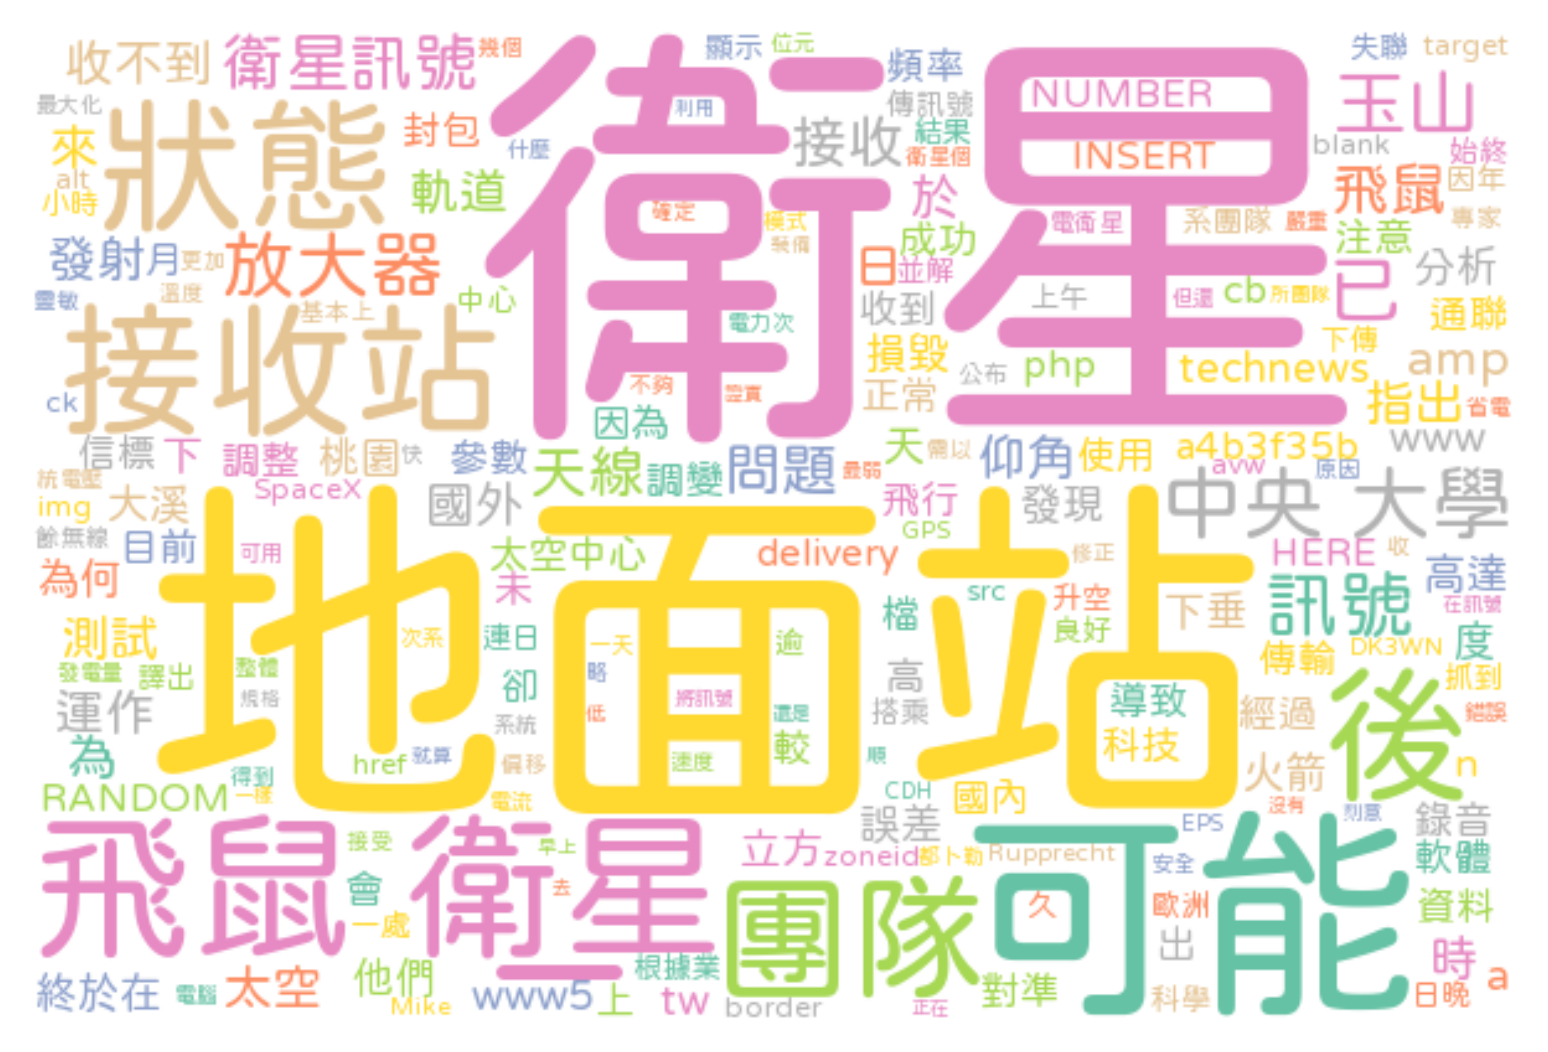 收不到 衛星訊號 幾個 顯示 位元 失聯 target
最大化 利用 頻率 NUMBER 玉山
衛星
來 狀態 封包 什麼 接收 傳訊號 結果 INSERT blank
alt 衛星個 始終
小時 軌道 確定 模式 於 電衛星 系團隊 嚴重 飛鼠 因年 專家
發射 月 更加 放大器 裝備 成功 注意
日 並解 已 分析
靈敏 溫度 基本上 中心 收到 上午 但還 cb 所團隊 通聯
接收站 電力次 損毀 下傳
不夠 公布 php technews amp
ck 證實 正常 指出 省電
因為
信標 下 調整 桃園 快 參數 天線 調變 問題 最弱 天 需以 仰角 使用 a4b3f35b www
統電壓 avw 原因
img 大溪 SpaceX 國外 飛行 發現 中央大學
餘無線 目前 可用 太空中心 delivery GPS 修正 HERE 收 高達
地面站
為何 未 src 升空 下垂 訊號 在訊號
測試 次系 連日 一天 逾 檔 良好 傳輸 DK3WN 度
發電量 譯出 整體 略 抓到
運作 規格 卻 將訊號 高 導致 後
系統 低 還是 搭乘 經過 錯誤
為 href 就算 偏移 速度 較 順 科技 火箭 n
得到
RANDOM 一樣 電流 CDH 國內 沒有
飛鼠衛星 接受 早上 立方 zoneid 都卜勒 誤差 Rupprecht EPS 刻意 錄音
可能 安全 軟體
會 去 團隊 久 歐洲 資料
一處 出
終於在 電腦 太空 他們 根據業 對準 時
Mike www5 上 tw border 正在 科學 日晚 a